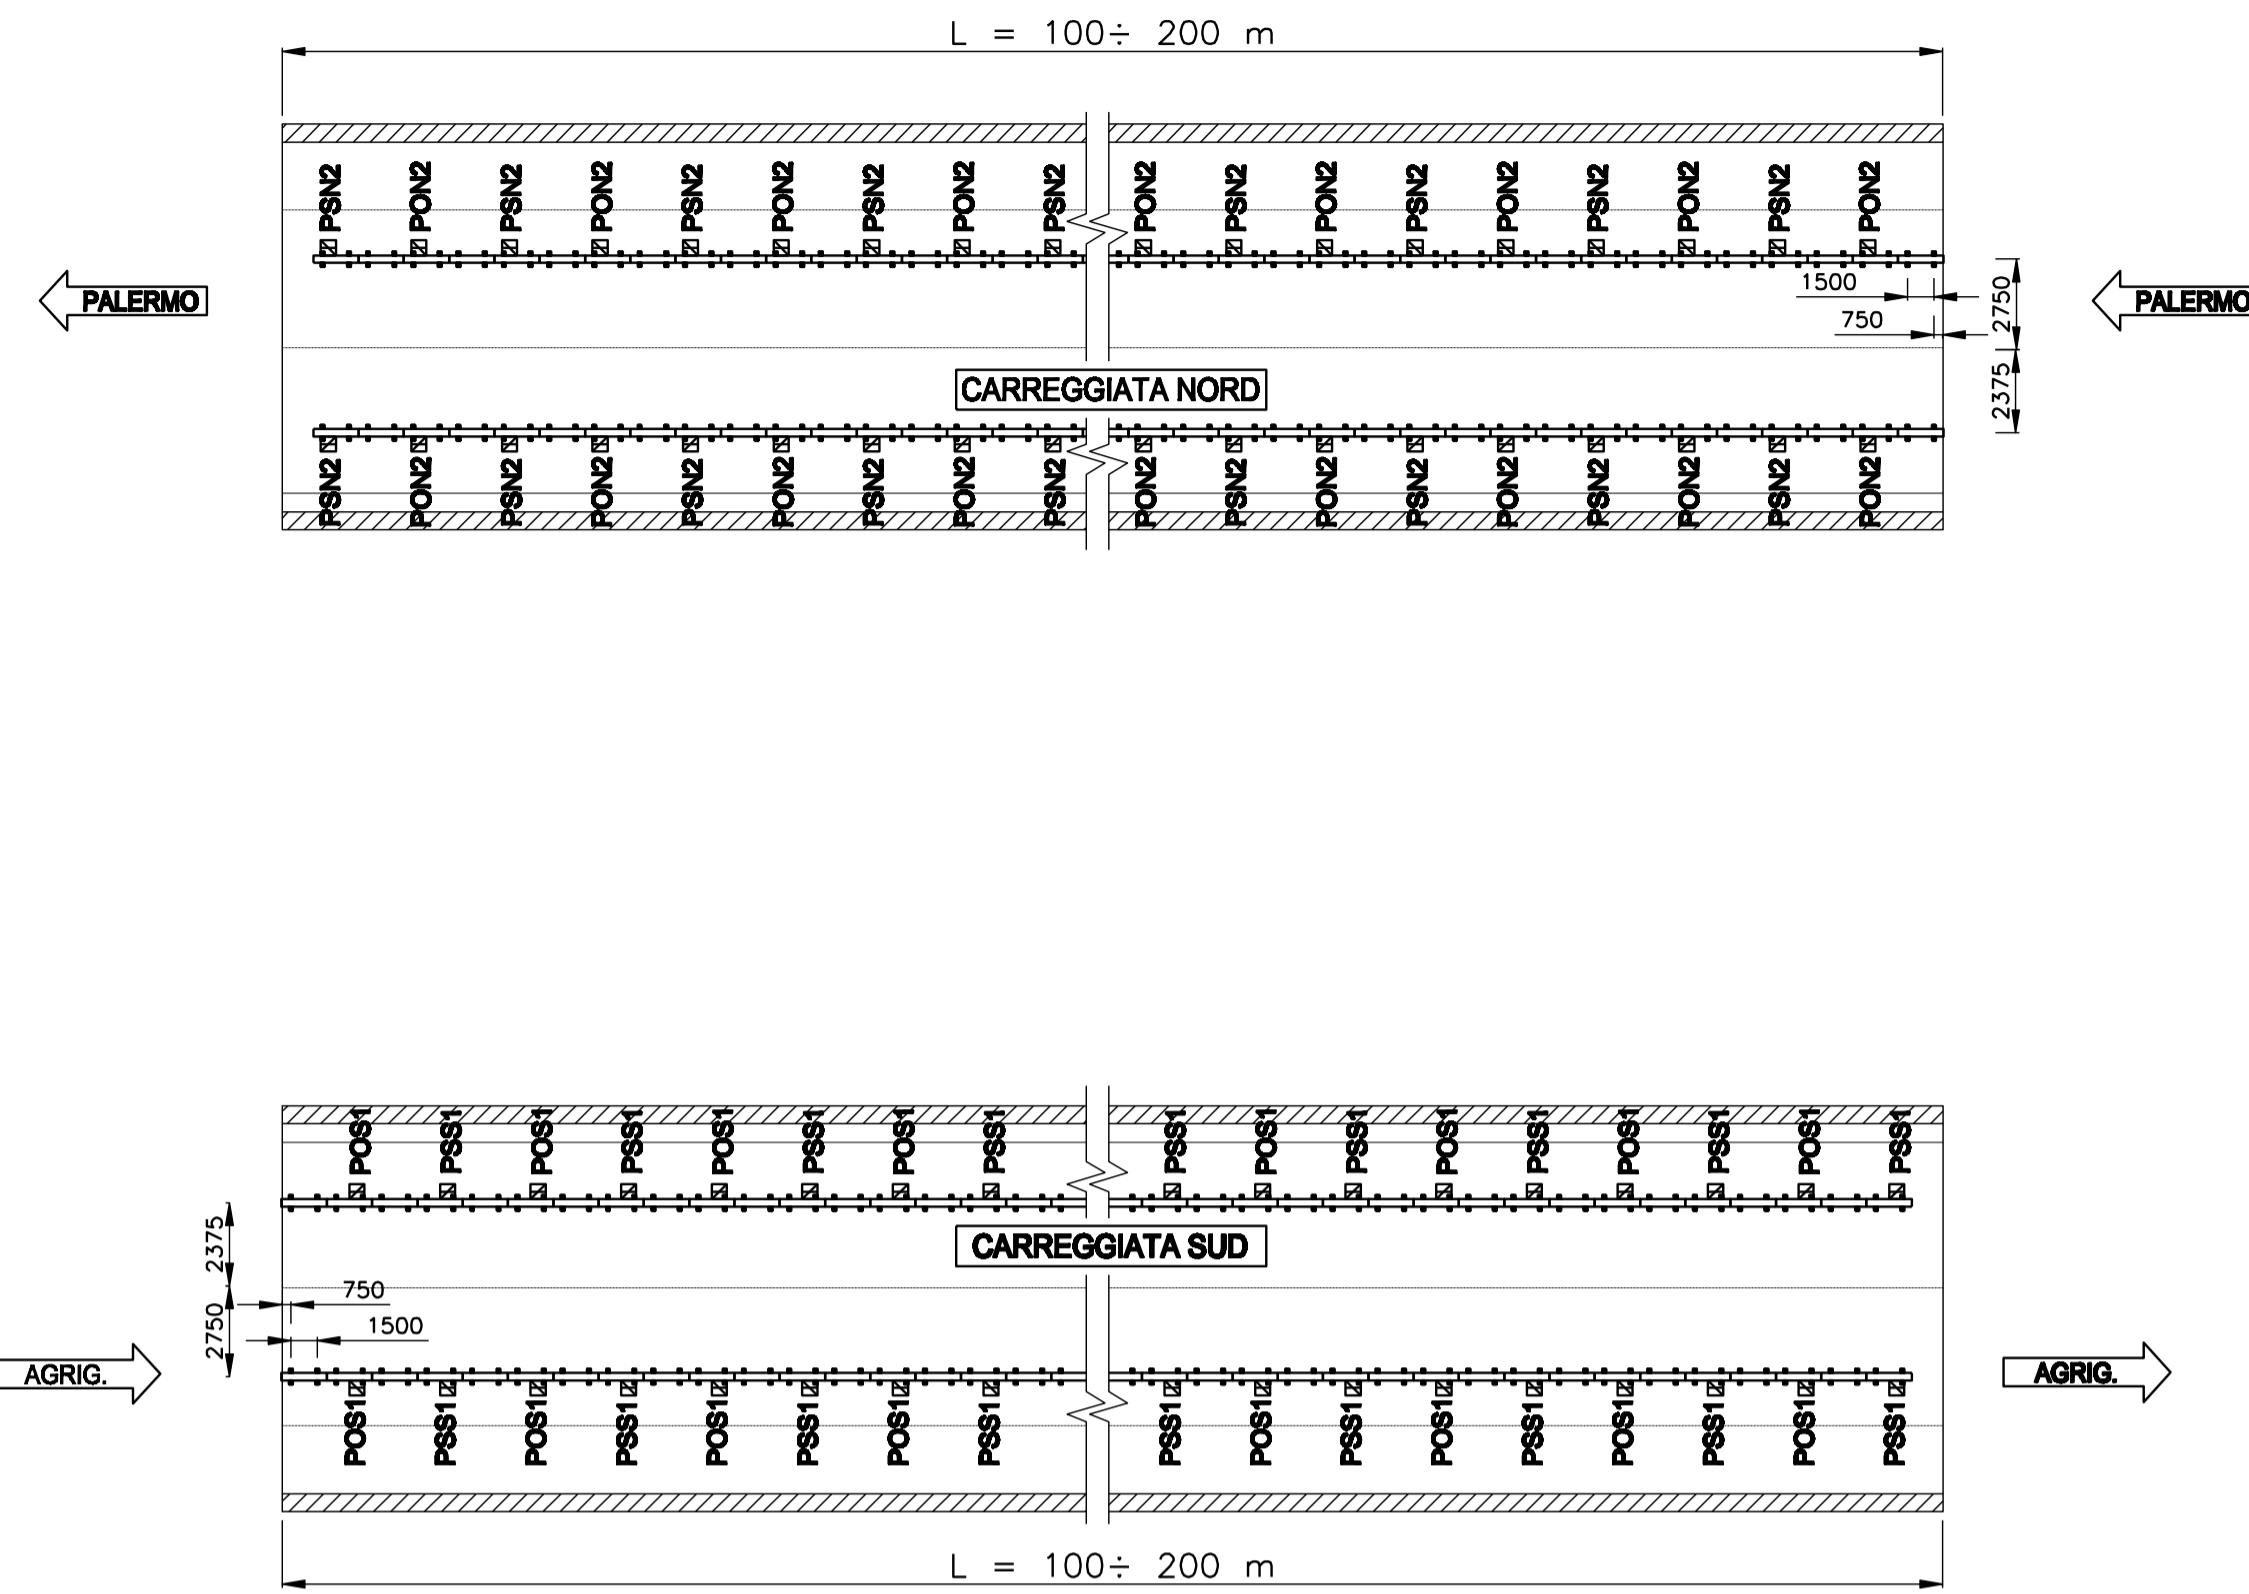 L = 100÷ 200 m
PSN2 PON2 PSN2 PON2 PSN2 PON2 PSN2 PON2 PSN2 PON2 PSN2 PON2 PSN2 PON2 PSN2 PON2 PSN2 PON2
PALERMO
1500
750
2750
2375
PALERMO
CARREGGIATA NORD
PSN2 PON2 PSN2 PON2 PSN2 PON2 PSN2 PON2 PSN2 PON2 PSN2 PON2 PSN2 PON2 PSN2 PON2 PSN2 PON2
POS1 PSS1 POS1 PSS1 POS1 PSS1 POS1 PSS1 PSS1 POS1 PSS1 POS1 PSS1 POS1 PSS1 POS1 PSS1
CARREGGIATA SUD
2375
2750
750
1500
AGRIG.
AGRIG.
POS1 PSS1 POS1 PSS1 POS1 PSS1 POS1 PSS1 PSS1 POS1 PSS1 POS1 PSS1 POS1 PSS1 POS1 PSS1
L = 100÷ 200 m